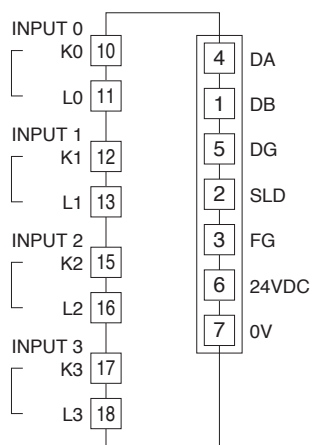 INPUT 0
K0 10
L0 11
INPUT 1
K1 12
L1 13
INPUT 2
K2 15
L2 16
INPUT 3
K3 17
L3 18
4 DA
1 DB
5 DG
2 SLD
3 FG
6 24VDC
7 0V